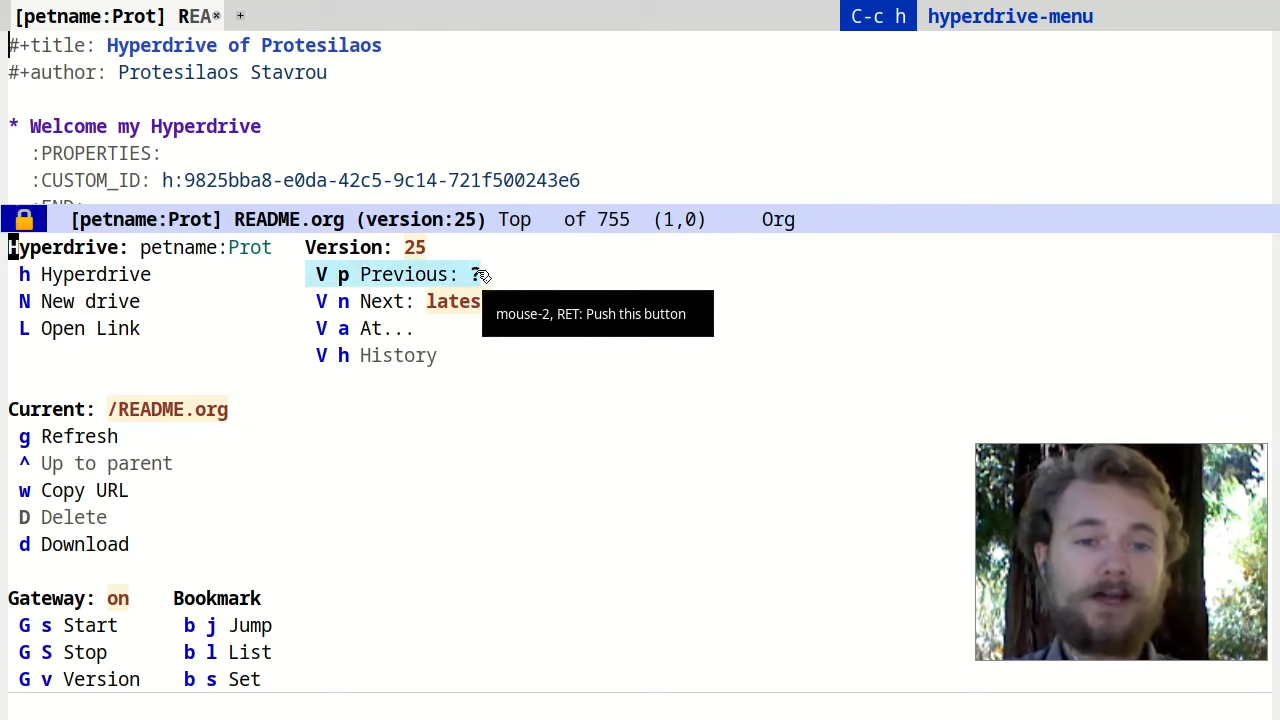 [petname:Prot] REA
C-c h hyperdrive-menu
#+title: Hyperdrive of Protesilaos
#+author: Protesilaos Stavrou
* Welcome my Hyperdrive
:PROPERTIES:
:CUSTOM_ID: h:9825bba8-e0da-42c5-9c14-721f500243e6
:END:
[petname:Prot] README.org (version:25) Top of 755 (1,0) Org
Hyperdrive: petname:Prot Version: 25
h Hyperdrive V p Previous: ?
N New drive V n Next: lates
mouse-2, RET: Push this button
L Open Link V a At...
V h History
Current: /README.org
g Refresh
^ Up to parent
w Copy URL
D Delete
d Download
Gateway: on Bookmark
G s Start b j Jump
G S Stop b l List
G v Version b s Set